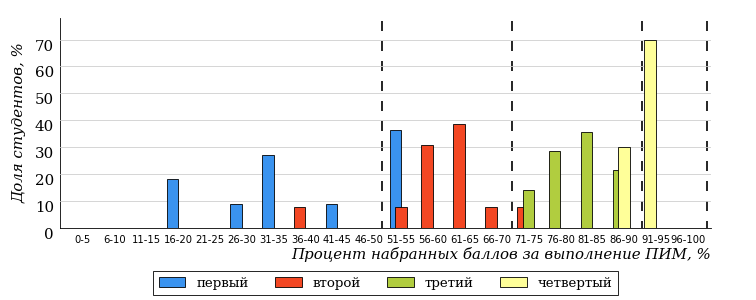 Доля студентов, %
70
60
50
40
30
20
10
0
0-5 6-10 11-15 16-20 21-25 26-30 31-35 36-40 41-45 46-50 51-55 56-60 61-65 66-70 71-75 76-80 81-85 86-90 91-95 96-100
Процент набранных баллов за выполнение ПИМ, %
первый второй третий четвертый